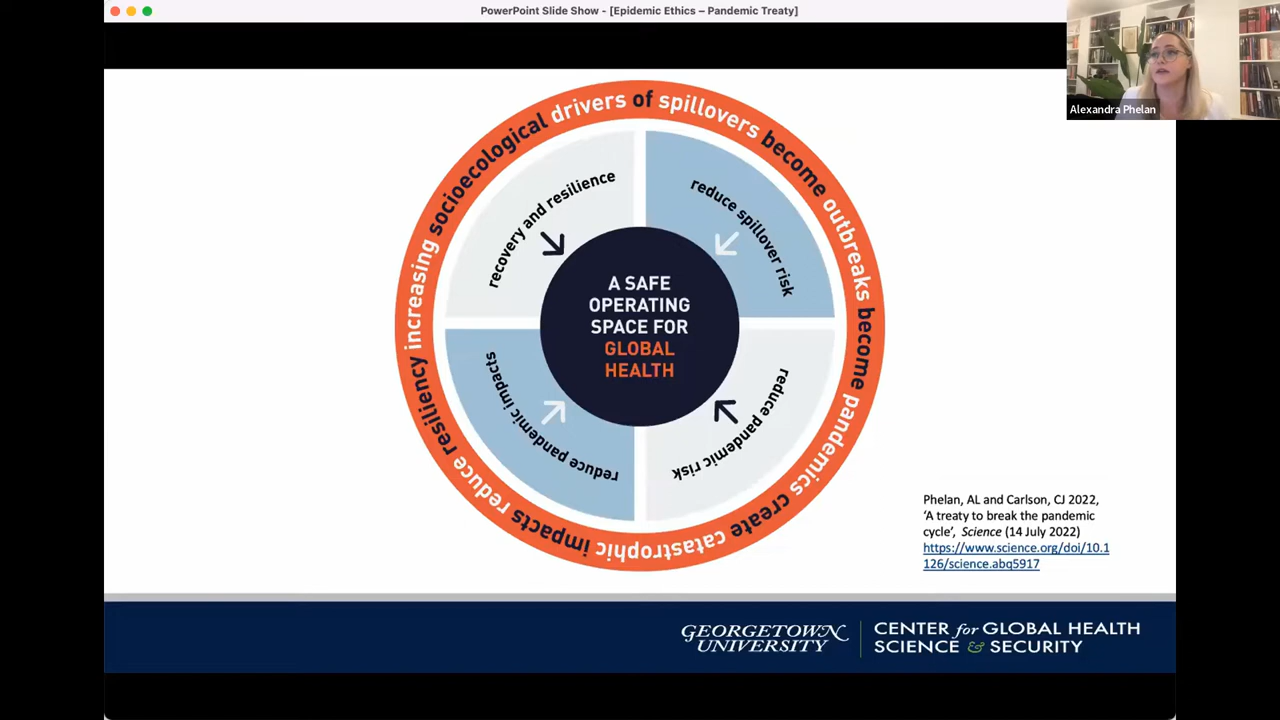 PowerPoint Slide Show - [Epidemic Ethics – Pandemic Treaty]
Alexandra Phelan
increasing socioecological drivers of spillovers become outbreaks become pandemics create catastrophic impacts reduce resiliency
recovery and resilience
reduce spillover risk
reduce pandemic risk
reduce pandemic impacts
A SAFE
OPERATING
SPACE FOR
GLOBAL
HEALTH
Phelan, AL and Carlson, CJ 2022,
‘A treaty to break the pandemic
cycle’, Science (14 July 2022)
https://www.science.org/doi/10.1
126/science.abq5917
GEORGETOWN
UNIVERSITY
CENTER for GLOBAL HEALTH
SCIENCE & SECURITY